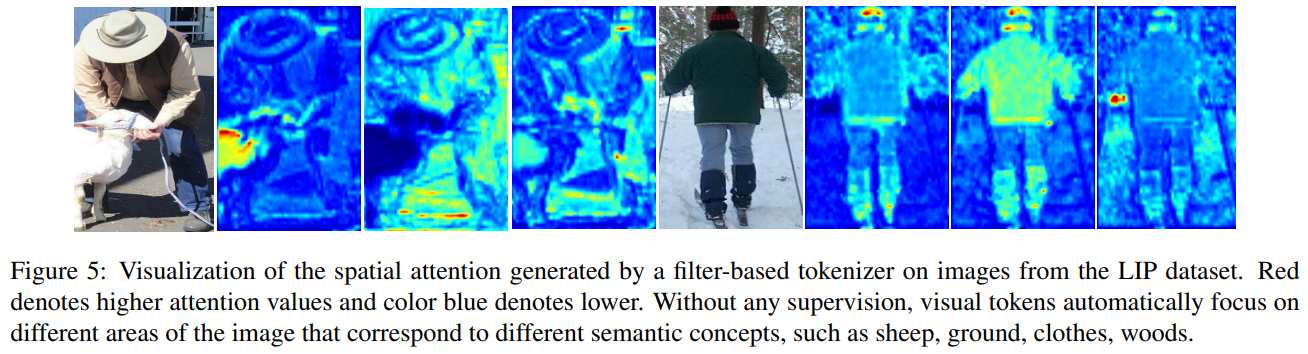 Figure 5: Visualization of the spatial attention generated by a filter-based tokenizer on images from the LIP dataset. Red
denotes higher attention values and color blue denotes lower. Without any supervision, visual tokens automatically focus on
different areas of the image that correspond to different semantic concepts, such as sheep, ground, clothes, woods.